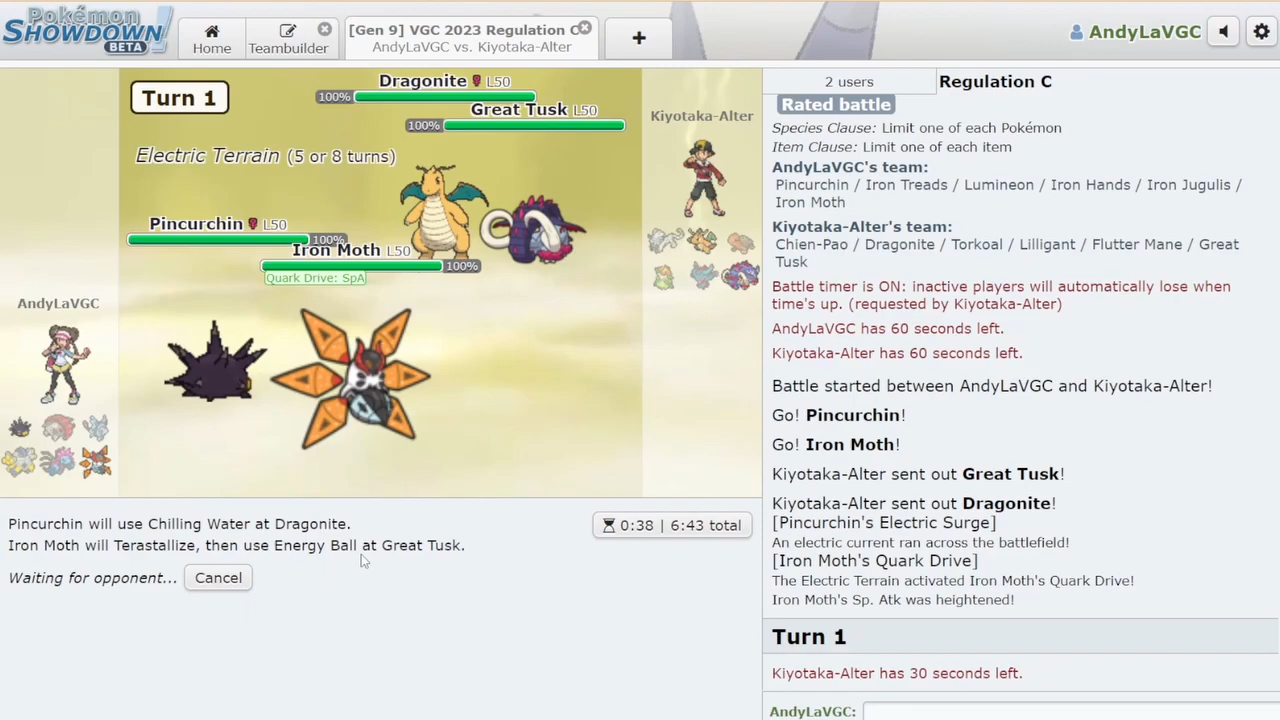 Pokémon
SHOWDOWN!
BETA
Home
Teambuilder
[Gen 9] VGC 2023 Regulation C
AndyLaVGC vs. Kiyotaka-Alter
+
AndyLaVGC
Turn 1
Dragonite L50
100%
Great Tusk L50
100%
Electric Terrain (5 or 8 turns)
Pincurchin L50
100%
Iron Moth L50
100%
Quark Drive: SpA
AndyLaVGC
Kiyotaka-Alter
Pincurchin will use Chilling Water at Dragonite.
Iron Moth will Terastallize, then use Energy Ball at Great Tusk.
Waiting for opponent... Cancel
0:38 | 6:43 total
2 users
Regulation C
Rated battle
Species Clause: Limit one of each Pokémon
Item Clause: Limit one of each item
AndyLaVGC's team:
Pincurchin / Iron Treads / Lumineon / Iron Hands / Iron Jugulis /
Iron Moth
Kiyotaka-Alter's team:
Chien-Pao / Dragonite / Torkoal / Lilligant / Flutter Mane / Great
Tusk
Battle timer is ON: inactive players will automatically lose when
time's up. (requested by Kiyotaka-Alter)
AndyLaVGC has 60 seconds left.
Kiyotaka-Alter has 60 seconds left.
Battle started between AndyLaVGC and Kiyotaka-Alter!
Go! Pincurchin!
Go! Iron Moth!
Kiyotaka-Alter sent out Great Tusk!
Kiyotaka-Alter sent out Dragonite!
[Pincurchin's Electric Surge]
An electric current ran across the battlefield!
[Iron Moth's Quark Drive]
The Electric Terrain activated Iron Moth's Quark Drive!
Iron Moth's Sp. Atk was heightened!
Turn 1
Kiyotaka-Alter has 30 seconds left.
AndyLaVGC: